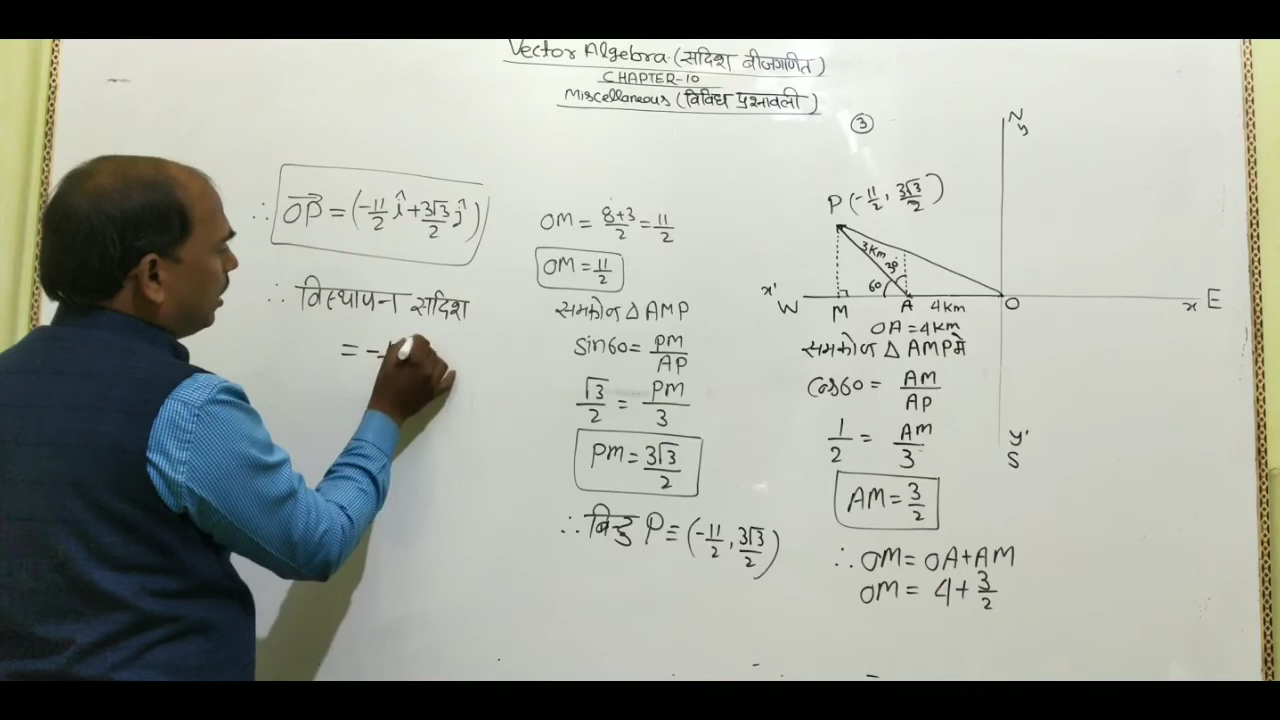 Vector Algebra (सदिश बीजगणित)
CHAPTER-10
Miscellaneous (विविध प्रश्नावली)
∴ OP = (-11/2 î + 3√3/2 ĵ)
∴ विस्थापन सदिश
= -
OM = 8+3/2 = 11/2
OM = 11/2
समकोण △ AMP
sin60 = PM/AP
√3/2 = PM/3
PM = 3√3/2
∴ बिन्दु P ≡ (-11/2, 3√3/2)
③
N
y
P (-11/2, 3√3/2)
3Km
30°
60
x'
W
M
A
4Km
O
x
E
OA = 4Km
समकोण △ AMP मे
cos60 = AM/AP
1/2 = AM/3
y'
S
AM = 3/2
∴ OM = OA + AM
OM = 4 + 3/2